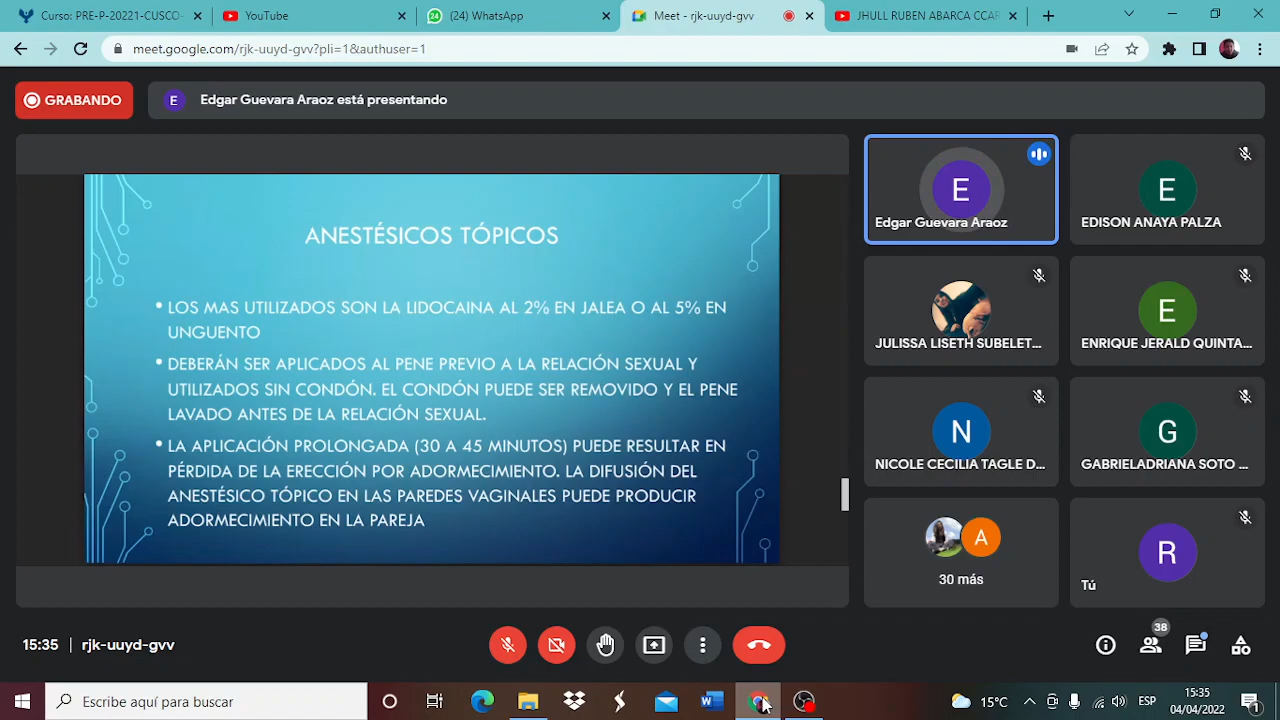 Curso: PRE-P-20221-CUSCO-
YouTube
(24) WhatsApp
Meet - rjk-uuyd-gvv
JHULL RUBEN ABARCA CCAR
meet.google.com/rjk-uuyd-gvv?pli=1&authuser=1
GRABANDO
E
Edgar Guevara Araoz está presentando
ANESTÉSICOS TÓPICOS
• LOS MAS UTILIZADOS SON LA LIDOCAINA AL 2% EN JALEA O AL 5% EN
UNGUENTO
• DEBERÁN SER APLICADOS AL PENE PREVIO A LA RELACIÓN SEXUAL Y
UTILIZADOS SIN CONDÓN. EL CONDÓN PUEDE SER REMOVIDO Y EL PENE
LAVADO ANTES DE LA RELACIÓN SEXUAL.
• LA APLICACIÓN PROLONGADA (30 A 45 MINUTOS) PUEDE RESULTAR EN
PÉRDIDA DE LA ERECCIÓN POR ADORMECIMIENTO. LA DIFUSIÓN DEL
ANESTÉSICO TÓPICO EN LAS PAREDES VAGINALES PUEDE PRODUCIR
ADORMECIMIENTO EN LA PAREJA
E
Edgar Guevara Araoz
E
EDISON ANAYA PALZA
JULISSA LISETH SUBELET...
E
ENRIQUE JERALD QUINTA...
N
NICOLE CECILIA TAGLE D...
G
GABRIELADRIANA SOTO ...
A
30 más
R
Tú
15:35 | rjk-uuyd-gvv
38
Escribe aquí para buscar
15°C
ESP
15:35
04/04/2022
1